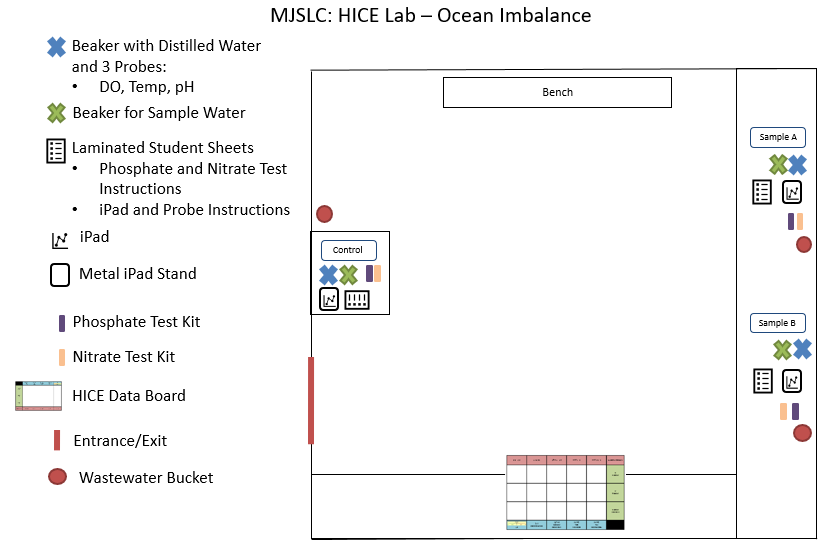 MJSLC: HICE Lab – Ocean Imbalance
Beaker with Distilled Water
and 3 Probes:
• DO, Temp, pH
Beaker for Sample Water
Laminated Student Sheets
• Phosphate and Nitrate Test
Instructions
• iPad and Probe Instructions
iPad
Metal iPad Stand
Phosphate Test Kit
Nitrate Test Kit
HICE Data Board
Entrance/Exit
Wastewater Bucket
Bench
Sample A
Control
Sample B